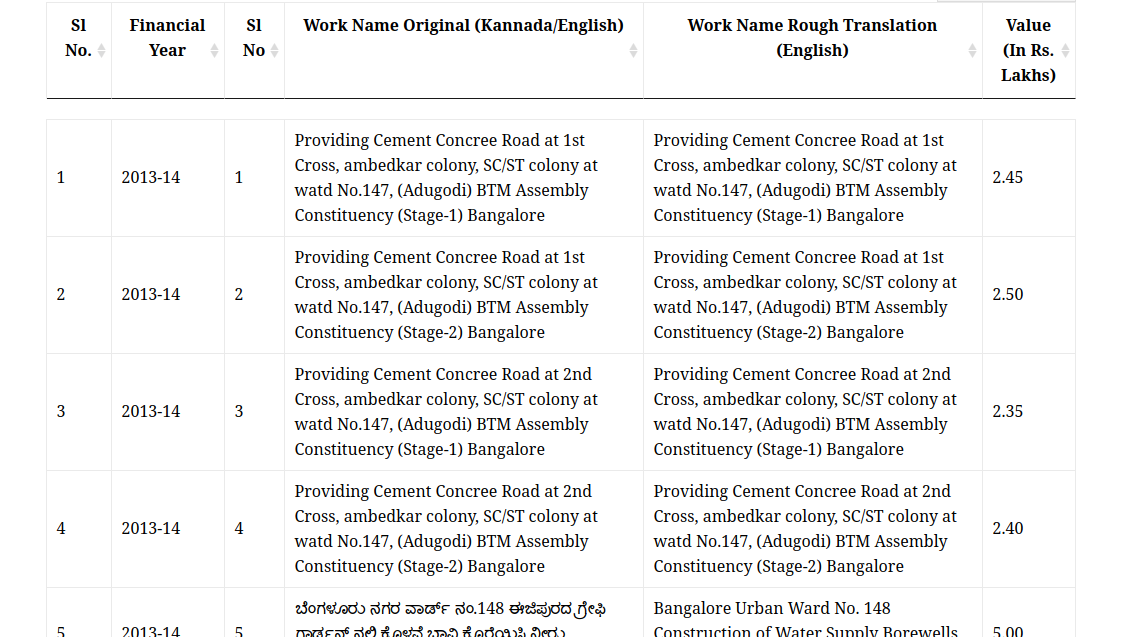 Sl No.
Financial Year
Sl No
Work Name Original (Kannada/English)
Work Name Rough Translation (English)
Value (In Rs. Lakhs)
1
2013-14
1
Providing Cement Concree Road at 1st
Cross, ambedkar colony, SC/ST colony at
watd No.147, (Adugodi) BTM Assembly
Constituency (Stage-1) Bangalore
Providing Cement Concree Road at 1st
Cross, ambedkar colony, SC/ST colony at
watd No.147, (Adugodi) BTM Assembly
Constituency (Stage-1) Bangalore
2.45
2
2013-14
2
Providing Cement Concree Road at 1st
Cross, ambedkar colony, SC/ST colony at
watd No.147, (Adugodi) BTM Assembly
Constituency (Stage-2) Bangalore
Providing Cement Concree Road at 1st
Cross, ambedkar colony, SC/ST colony at
watd No.147, (Adugodi) BTM Assembly
Constituency (Stage-2) Bangalore
2.50
3
2013-14
3
Providing Cement Concree Road at 2nd
Cross, ambedkar colony, SC/ST colony at
watd No.147, (Adugodi) BTM Assembly
Constituency (Stage-1) Bangalore
Providing Cement Concree Road at 2nd
Cross, ambedkar colony, SC/ST colony at
watd No.147, (Adugodi) BTM Assembly
Constituency (Stage-1) Bangalore
2.35
4
2013-14
4
Providing Cement Concree Road at 2nd
Cross, ambedkar colony, SC/ST colony at
watd No.147, (Adugodi) BTM Assembly
Constituency (Stage-2) Bangalore
Providing Cement Concree Road at 2nd
Cross, ambedkar colony, SC/ST colony at
watd No.147, (Adugodi) BTM Assembly
Constituency (Stage-2) Bangalore
2.40
5
2013-14
5
ಬೆಂಗಳೂರು ನಗರ ವಾರ್ಡ್ ನಂ.148 ಈಜಿಪುರದ ಗ್ರೇಫಿ
Bangalore Urban Ward No. 148
Construction of Water Supply Borewells
5.00